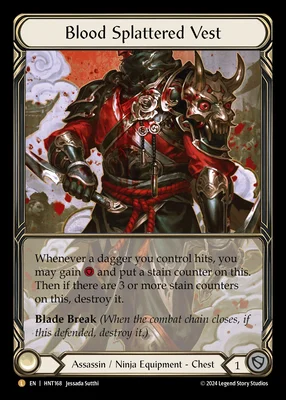 Blood Splattered Vest
Whenever a dagger you control hits, you
may gain and put a stain counter on this.
Then if there are 3 or more stain counters
on this, destroy it.
Blade Break (When the combat chain closes, if
this defended, destroy it.)
Assassin / Ninja Equipment - Chest
1
L EN | HNT168 Jessada Sutthi
© 2024 Legend Story Studios